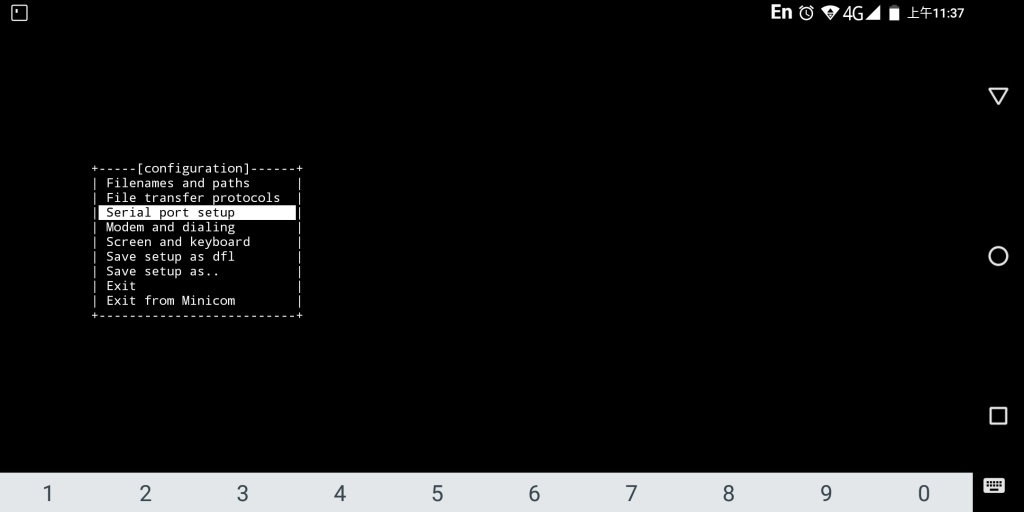 En 4G 上午11:37
+-----[configuration]------+
| Filenames and paths |
| File transfer protocols |
| Serial port setup |
| Modem and dialing |
| Screen and keyboard |
| Save setup as dfl |
| Save setup as.. |
| Exit |
| Exit from Minicom |
+--------------------------+
1 2 3 4 5 6 7 8 9 0